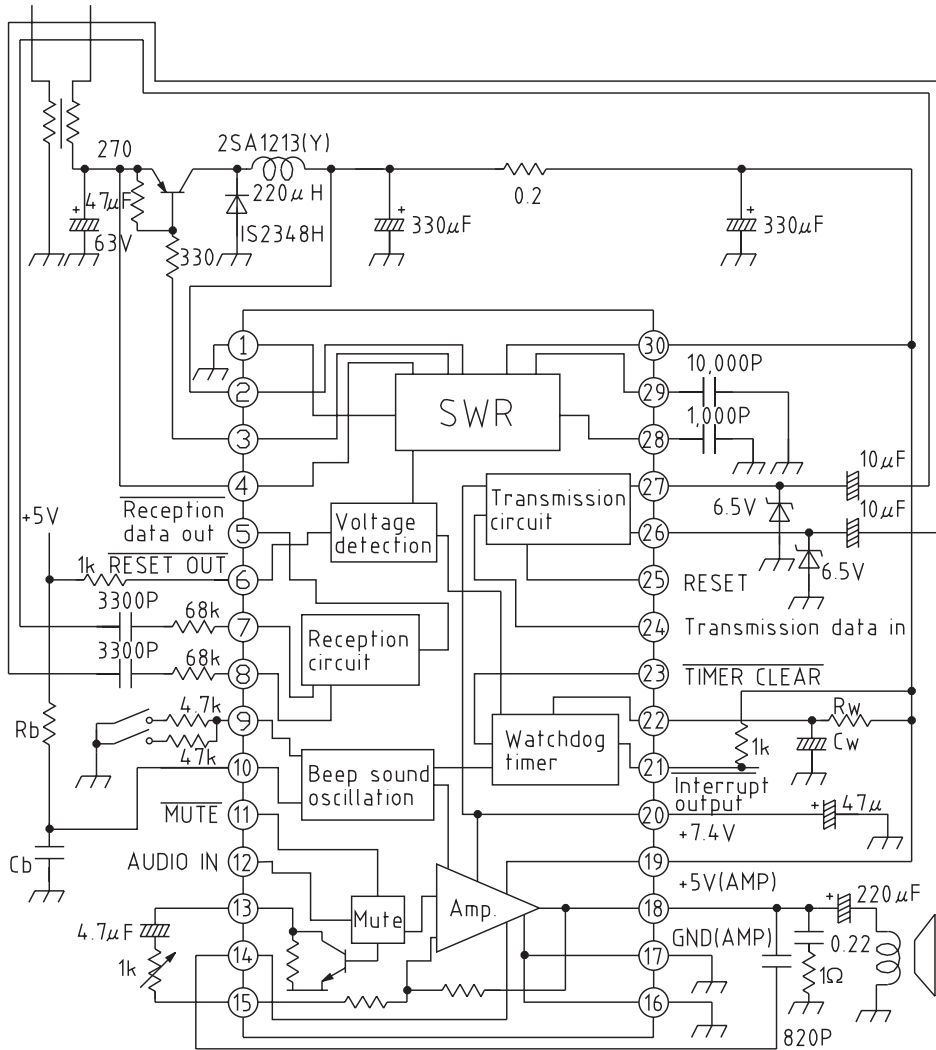 270
2SA1213(Y)
47μF
63V
220μH
IS2348H
330
330μF
0.2
330μF
1
2
3
4
5
6
7
8
9
10
11
12
13
14
15
30
29
28
27
26
25
24
23
22
21
20
19
18
17
16
SWR
10,000P
1,000P
10μF
10μF
6.5V
6.5V
Reception
data out
RESET OUT
+5V
1k
3300P
3300P
68k
68k
Voltage
detection
Transmission
circuit
Reception
circuit
RESET
Transmission data in
TIMER CLEAR
4.7k
47k
Rb
Cb
Watchdog
timer
Beep sound
oscillation
Rw
Cw
1k
Interrupt
output
+7.4V
47μ
MUTE
AUDIO IN
Mute
Amp.
+5V(AMP)
GND(AMP)
4.7μF
1k
220μF
0.22
1Ω
820P